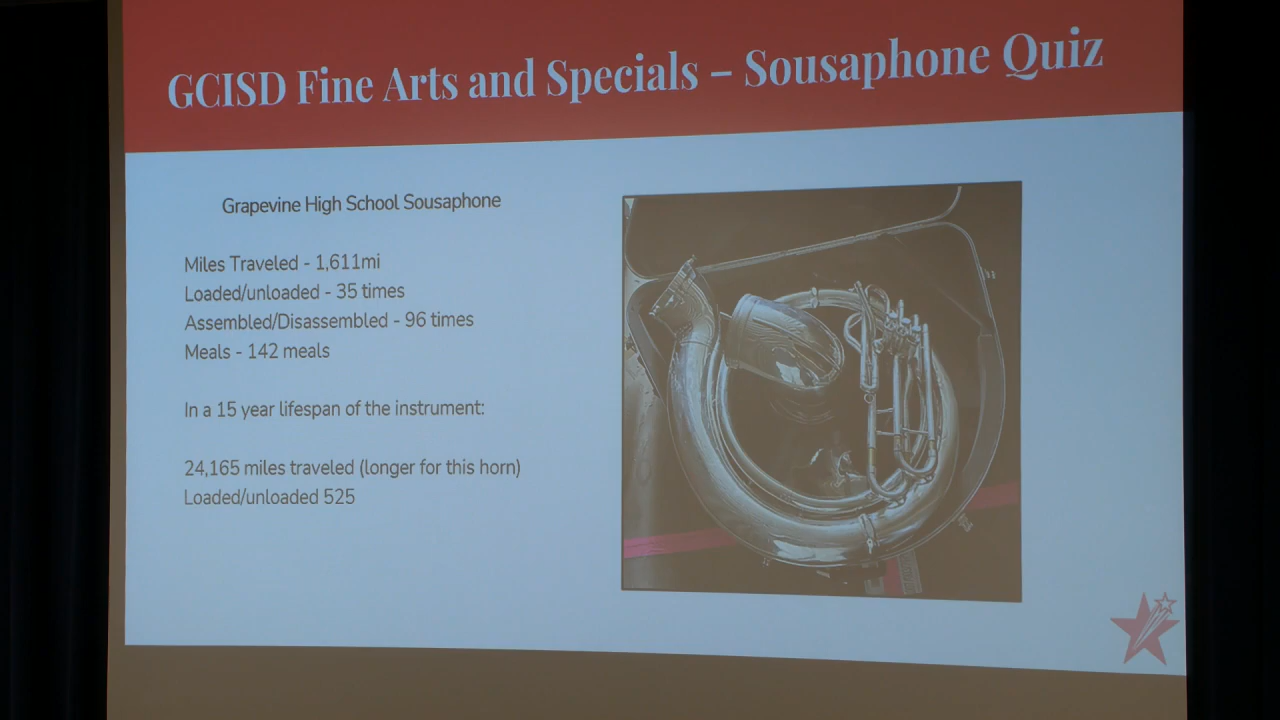 GCISD Fine Arts and Specials – Sousaphone Quiz
Grapevine High School Sousaphone
Miles Traveled - 1,611mi
Loaded/unloaded - 35 times
Assembled/Disassembled - 96 times
Meals - 142 meals
In a 15 year lifespan of the instrument:
24,165 miles traveled (longer for this horn)
Loaded/unloaded 525